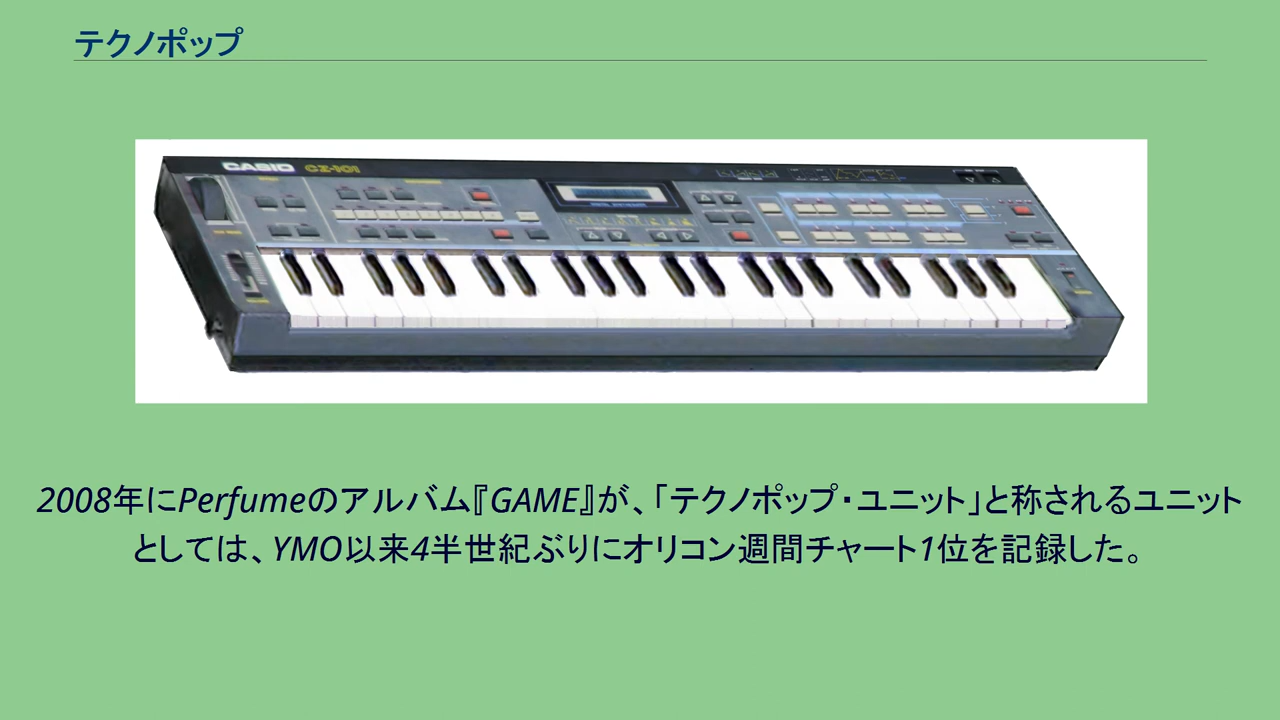 テクノポップ
CASIO CZ-101
2008年にPerfumeのアルバム『GAME』が、「テクノポップ・ユニット」と称されるユニット
としては、YMO以来4半世紀ぶりにオリコン週間チャート1位を記録した。